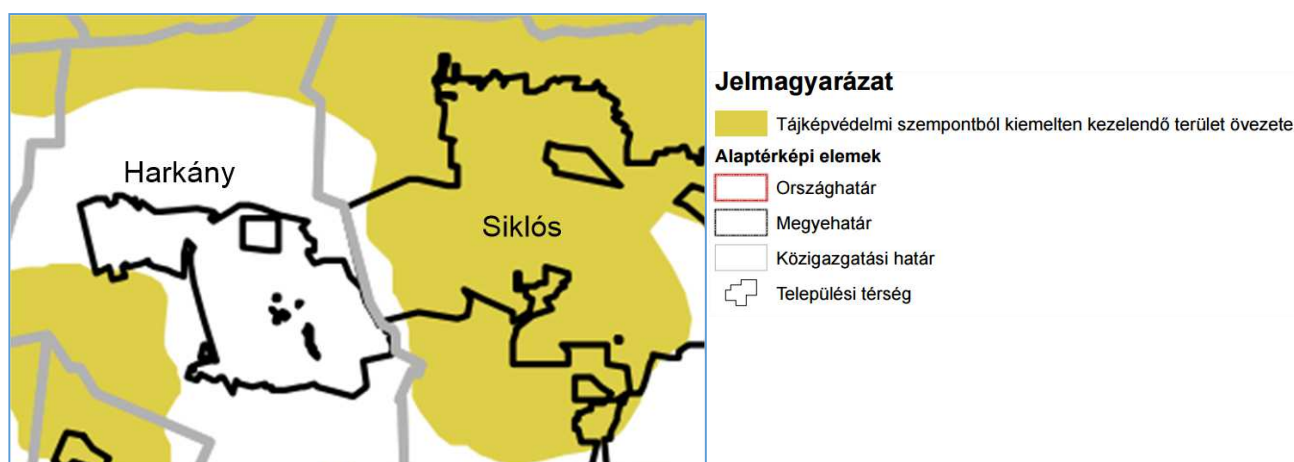 Harkány
Siklós
Jelmagyarázat
Tájképvédelmi szempontból kiemelten kezelendő terület övezete
Alaptérképi elemek
Országhatár
Megyehatár
Közigazgatási határ
Települési térség